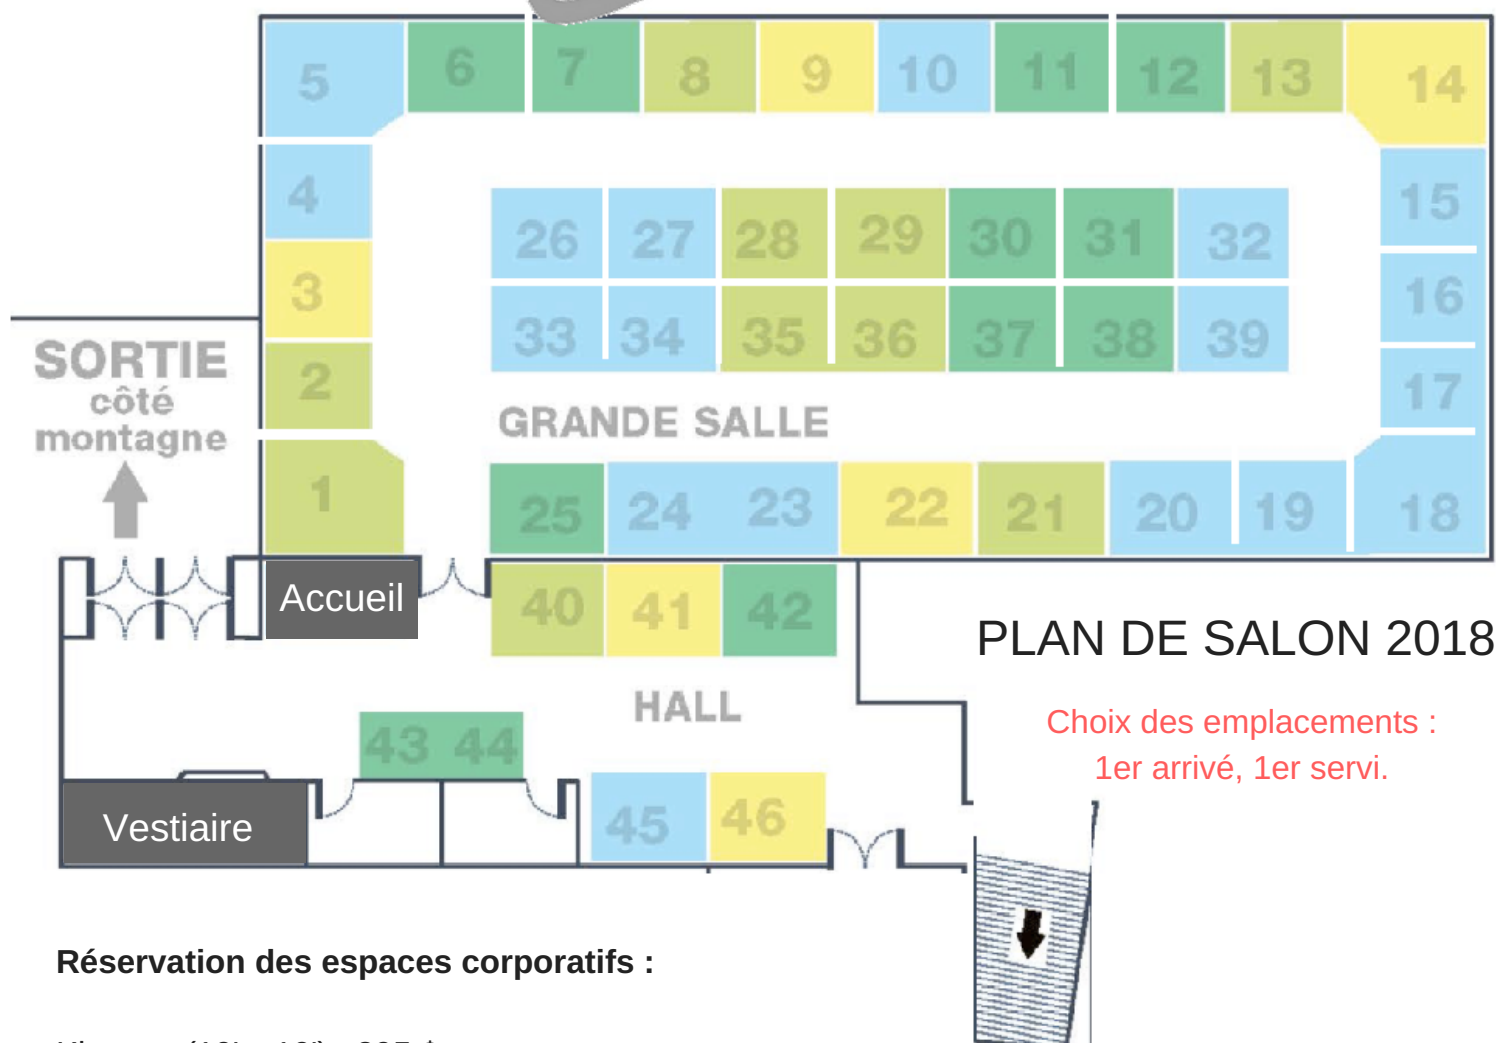 5 6 7 8 9 10 11 12 13 14
4
15
26 27 28 29 30 31 32
3
16
33 34 35 36 37 38 39
SORTIE
côté
montagne
2
17
GRANDE SALLE
1
25 24 23 22 21 20 19 18
Accueil
40 41 42
PLAN DE SALON 2018
HALL
Choix des emplacements :
1er arrivé, 1er servi.
43 44
Vestiaire
45 46
Réservation des espaces corporatifs :